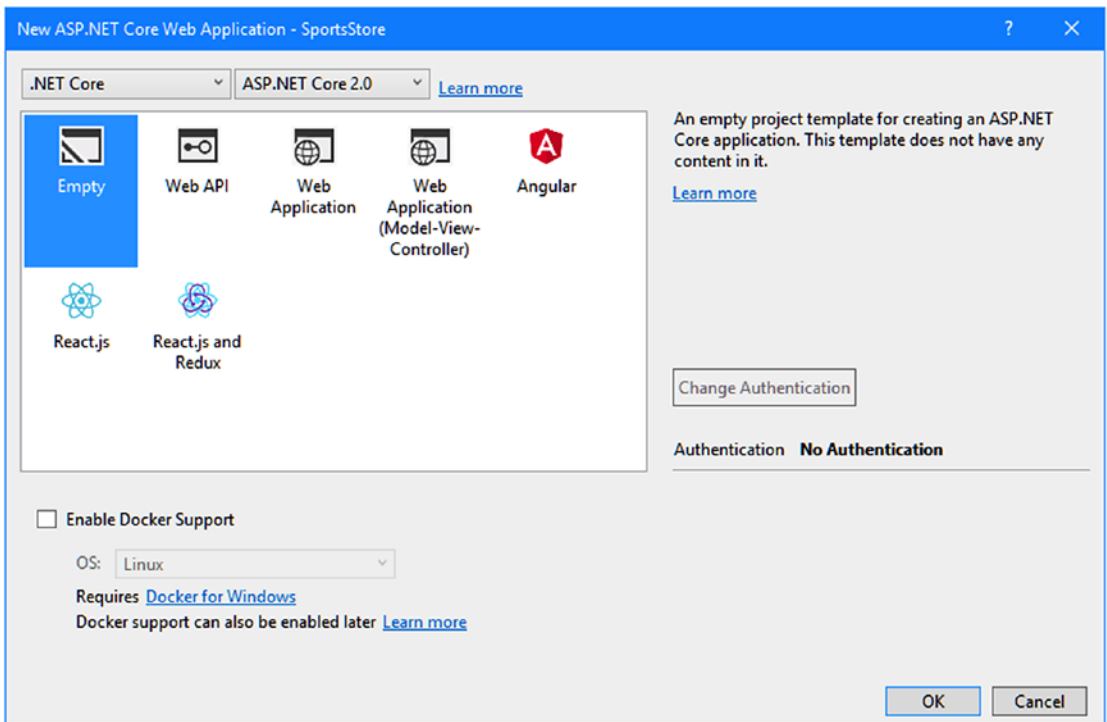 New ASP.NET Core Web Application - SportsStore
?
.NET Core
ASP.NET Core 2.0
Learn more
Empty
Web API
Web
Application
Web
Application
(Model-View-
Controller)
Angular
React.js
React.js and
Redux
An empty project template for creating an ASP.NET
Core application. This template does not have any
content in it.
Learn more
Change Authentication
Authentication No Authentication
Enable Docker Support
OS: Linux
Requires Docker for Windows
Docker support can also be enabled later Learn more
OK
Cancel